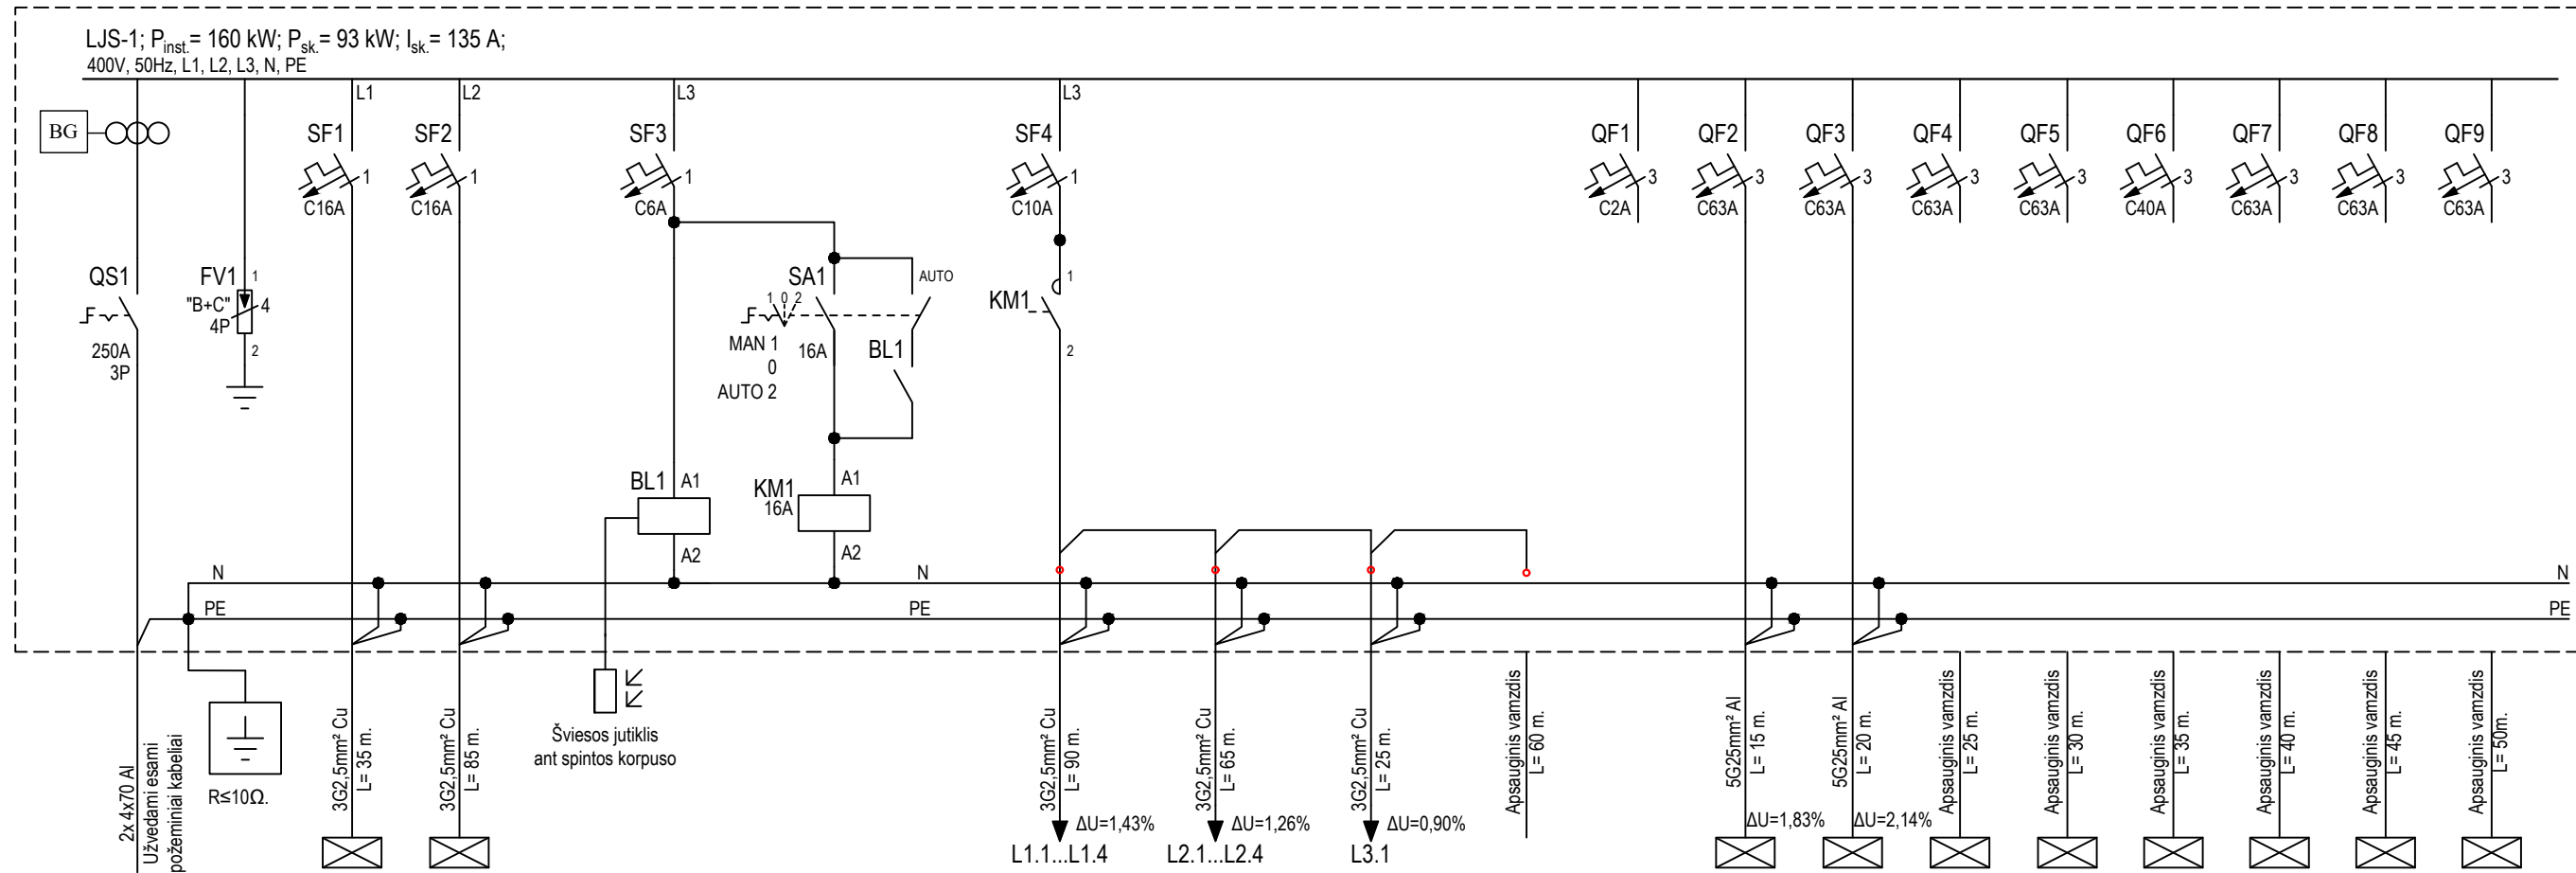 LJS-1; Pinst.= 160 kW; Psk.= 93 kW; Isk.= 135 A;
400V, 50Hz, L1, L2, L3, N, PE
L1
L2
L3
L3
BG
SF1
SF2
SF3
SF4
QF1
QF2
QF3
QF4
QF5
QF6
QF7
QF8
QF9
1
1
1
1
3
3
3
3
3
3
3
3
3
C16A
C16A
C6A
C10A
C2A
C63A
C63A
C63A
C63A
C40A
C63A
C63A
C63A
QS1
250A
3P
FV1
1
"B+C"
4
4P
2
SA1
AUTO
1 0 2
MAN 1
0
AUTO 2
16A
BL1
KM1
1
2
BL1
A1
A2
KM1
16A
A1
A2
N
N
N
PE
PE
PE
2x 4x70 Al
Užvedami esami
požeminiai kabeliai
R≤10Ω.
3G2,5mm² Cu
L= 35 m.
3G2,5mm² Cu
L= 85 m.
Šviesos jutiklis
ant spintos korpuso
3G2,5mm² Cu
L= 90 m.
ΔU=1,43%
L1.1...L1.4
3G2,5mm² Cu
L= 65 m.
ΔU=1,26%
L2.1...L2.4
3G2,5mm² Cu
L= 25 m.
ΔU=0,90%
L3.1
Apsauginis vamzdis
L= 60 m.
5G25mm² Al
L= 15 m.
ΔU=1,83%
5G25mm² Al
L= 20 m.
ΔU=2,14%
Apsauginis vamzdis
L= 25 m.
Apsauginis vamzdis
L= 30 m.
Apsauginis vamzdis
L= 35 m.
Apsauginis vamzdis
L= 40 m.
Apsauginis vamzdis
L= 45 m.
Apsauginis vamzdis
L= 50m.